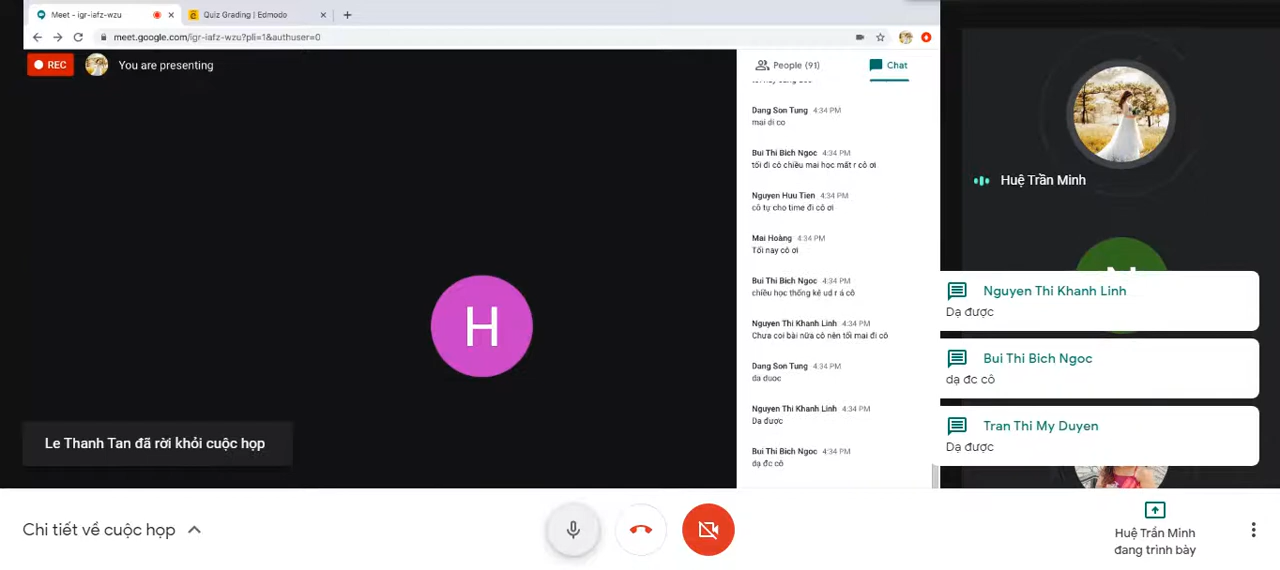 Meet - igr-iafz-wzu
Quiz Grading | Edmodo
meet.google.com/igr-iafz-wzu?pli=1&authuser=0
REC
You are presenting
People (91)
Chat
Dang Son Tung 4:34 PM
mai di co
Bui Thi Bich Ngoc 4:34 PM
tối đi cô chiều mai học mất r cô ơi
Nguyen Huu Tien 4:34 PM
cô tự cho time đi cô ơi
Mai Hoàng 4:34 PM
Tối nay cô ơi
Bui Thi Bich Ngoc 4:34 PM
chiều học thống kê ud r á cô
Nguyen Thi Khanh Linh 4:34 PM
Chưa coi bài nữa cò nên tối mai đi cô
Dang Son Tung 4:34 PM
da duoc
Nguyen Thi Khanh Linh 4:34 PM
Dạ được
Bui Thi Bich Ngoc 4:34 PM
dạ đc cô
H
Le Thanh Tan đã rời khỏi cuộc họp
Huệ Trần Minh
Nguyen Thi Khanh Linh
Dạ được
Bui Thi Bich Ngoc
dạ đc cô
Tran Thi My Duyen
Dạ được
Chi tiết về cuộc họp
Huệ Trần Minh
đang trình bày